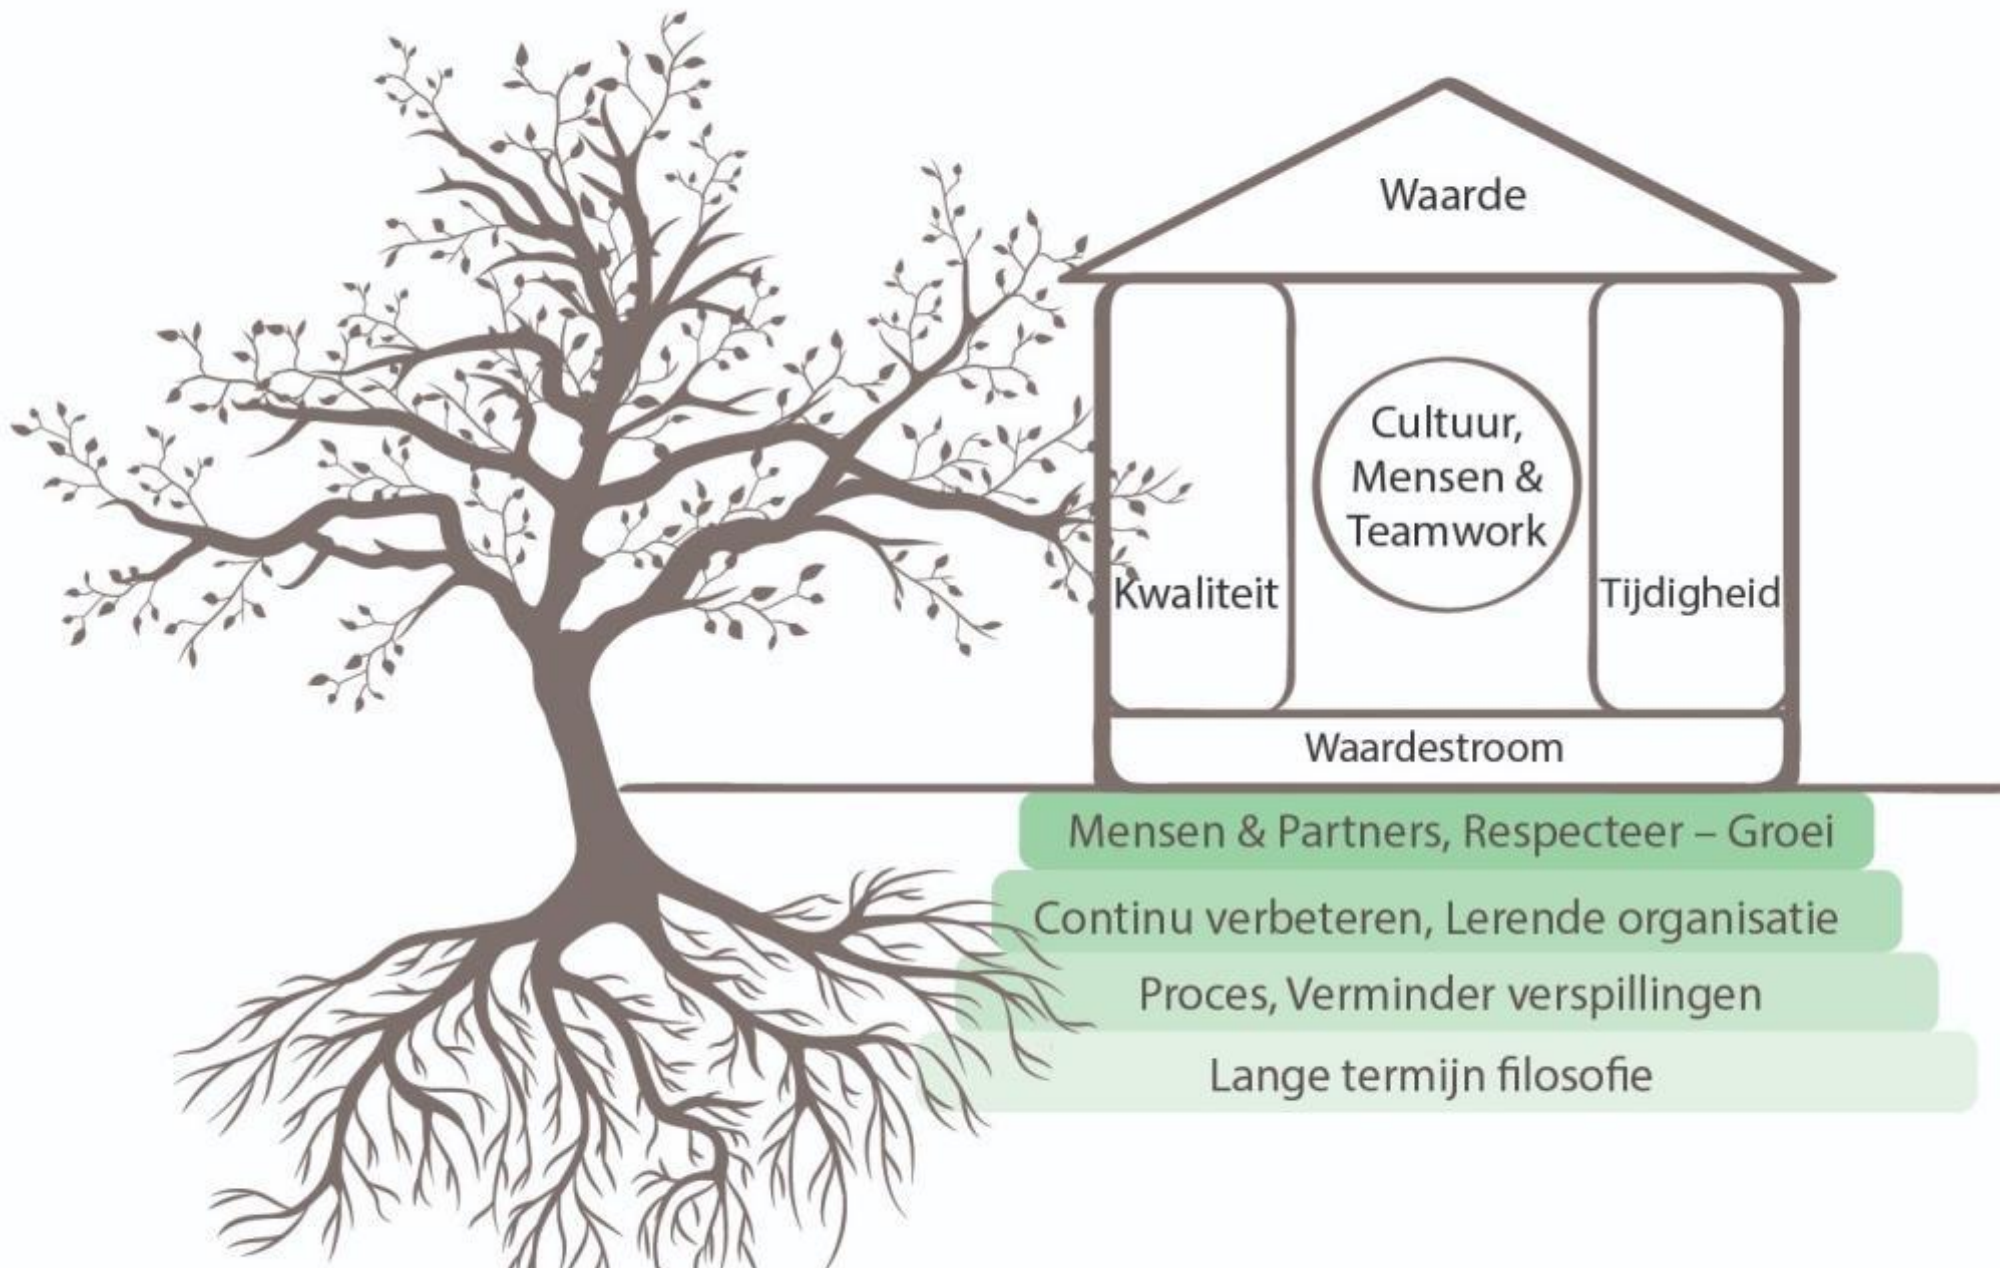 Waarde
Cultuur,
Mensen &
Teamwork
Kwaliteit
Tijdigheid
Waardestroom
Mensen & Partners, Respecteer – Groei
Continu verbeteren, Lerende organisatie
Proces, Verminder verspillingen
Lange termijn filosofie